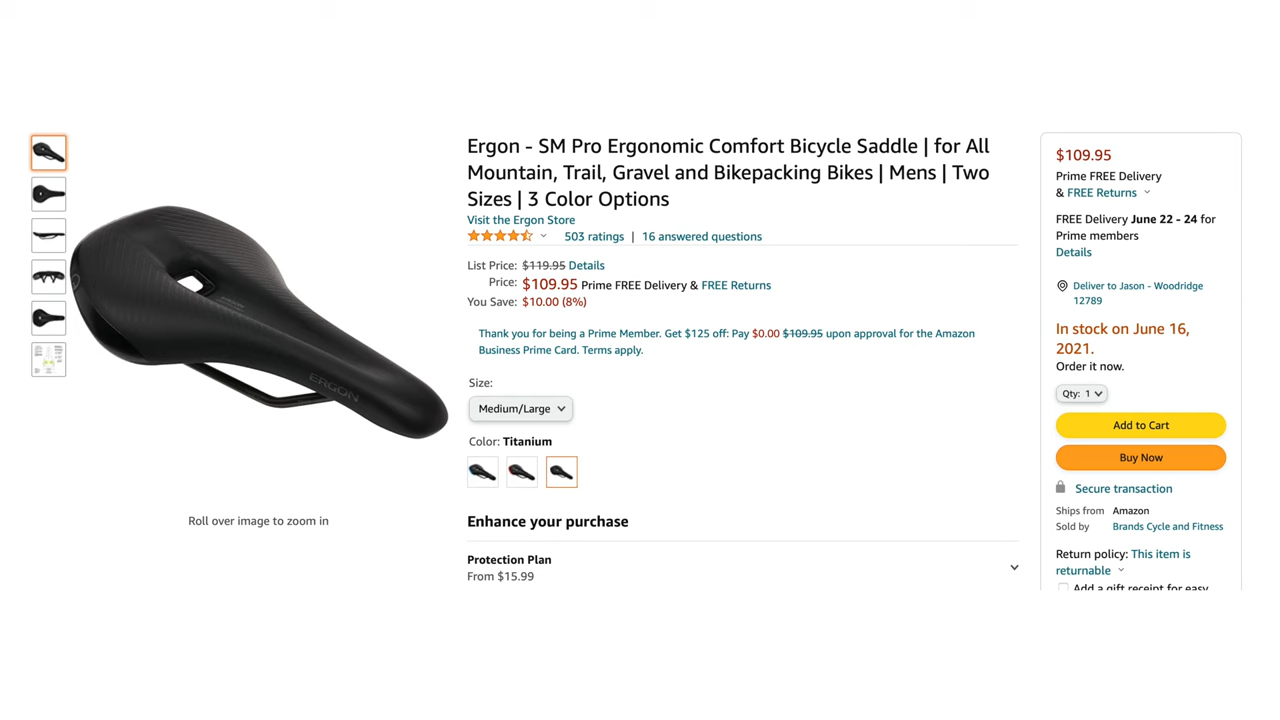 Ergon - SM Pro Ergonomic Comfort Bicycle Saddle | for All
Mountain, Trail, Gravel and Bikepacking Bikes | Mens | Two
Sizes | 3 Color Options
Visit the Ergon Store
503 ratings | 16 answered questions
List Price: $119.95 Details
Price: $109.95 Prime FREE Delivery & FREE Returns
You Save: $10.00 (8%)
Thank you for being a Prime Member. Get $125 off: Pay $0.00 $109.95 upon approval for the Amazon
Business Prime Card. Terms apply.
Size:
Medium/Large
Color: Titanium
Enhance your purchase
Protection Plan
From $15.99
ERGON
Roll over image to zoom in
$109.95
Prime FREE Delivery
& FREE Returns
FREE Delivery June 22 - 24 for
Prime members
Details
Deliver to Jason - Woodridge
12789
In stock on June 16,
2021.
Order it now.
Qty: 1
Add to Cart
Buy Now
Secure transaction
Ships from Amazon
Sold by Brands Cycle and Fitness
Return policy: This item is
returnable
Add a gift receipt for easy